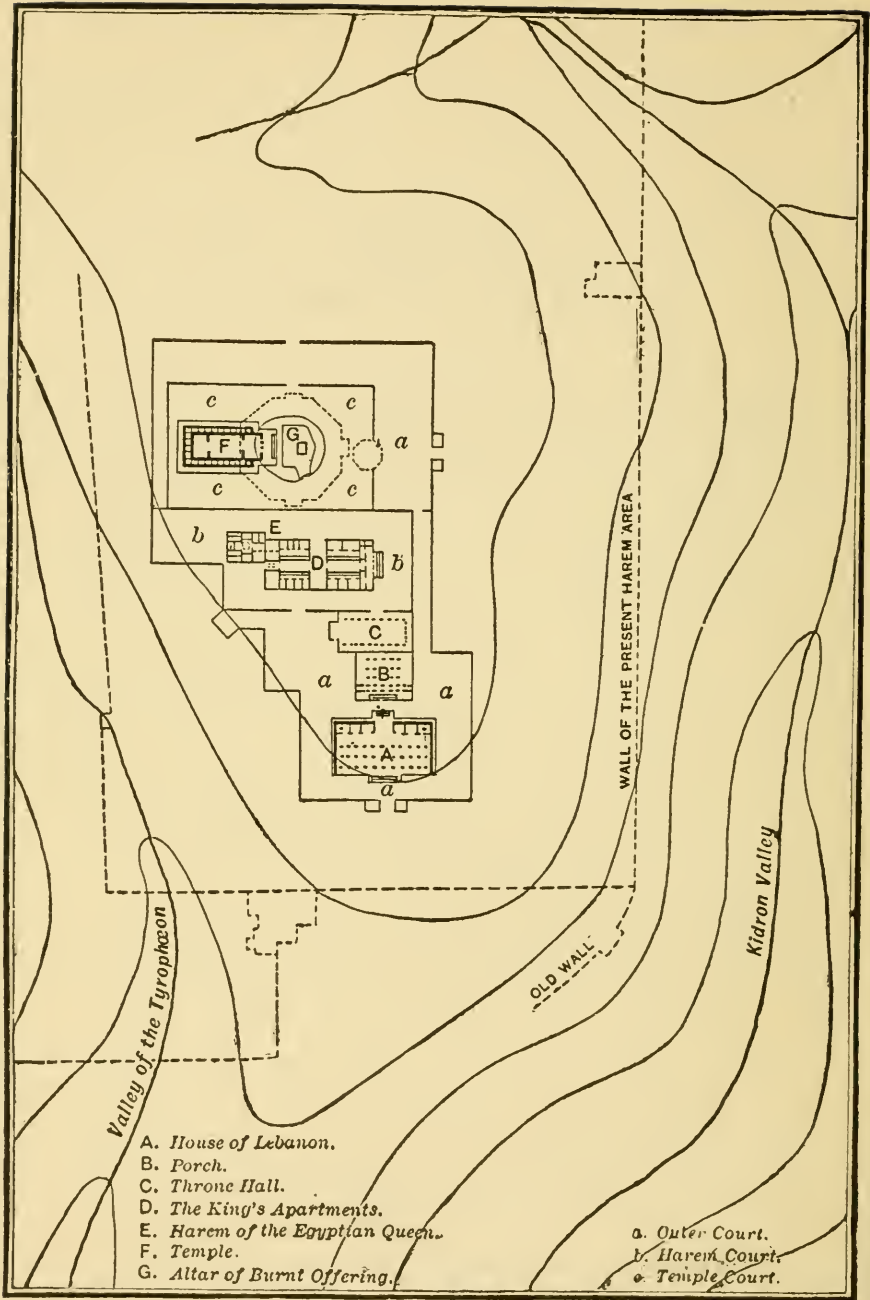 c
c
F
G
a
c
c
E
b
D
b
C
a
B
a
A
a
WALL OF THE PRESENT HAREM AREA
OLD WALL
Kidron Valley
Valley of the Tyrophœon
A. House of Lebanon.
B. Porch.
C. Throne Hall.
D. The King's Apartments.
E. Harem of the Egyptian Queen.
F. Temple.
G. Altar of Burnt Offering.
a. Outer Court.
b. Harem Court.
c. Temple Court.